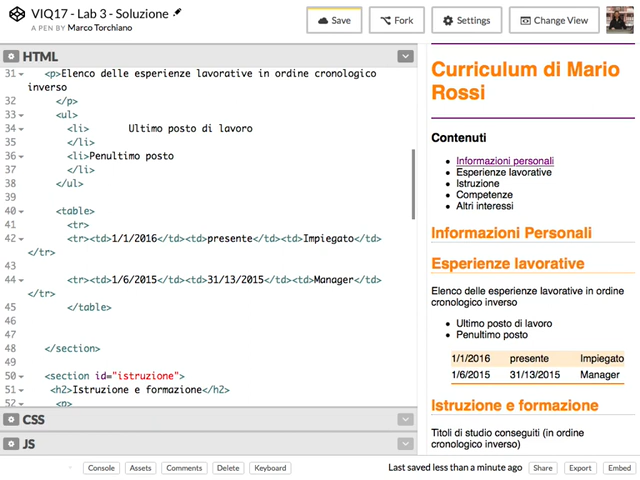 VIQ17 - Lab 3 - Soluzione
A PEN BY Marco Torchiano
Save
Fork
Settings
Change View
HTML
31 <p>Elenco delle esperienze lavorative in ordine cronologico
inverso
32 </p>
33 <ul>
34 <li> Ultimo posto di lavoro
35 </li>
36 <li>Penultimo posto
37 </li>
38 </ul>
39
40 <table>
41 <tr>
42 <tr><td>1/1/2016</td><td>presente</td><td>Impiegato</td>
</tr>
43
44 <tr><td>1/6/2015</td><td>31/13/2015</td><td>Manager</td>
</tr>
45 </table>
46
47
48 </section>
49
50 <section id="istruzione">
51 <h2>Istruzione e formazione</h2>
52 <p>
CSS
JS
Curriculum di Mario
Rossi
Contenuti
Informazioni personali
Esperienze lavorative
Istruzione
Competenze
Altri interessi
Informazioni Personali
Esperienze lavorative
Elenco delle esperienze lavorative in ordine
cronologico inverso
Ultimo posto di lavoro
Penultimo posto
1/1/2016 presente Impiegato
1/6/2015 31/13/2015 Manager
Istruzione e formazione
Titoli di studio conseguiti (in ordine
cronologico inverso)
Console Assets Comments Delete Keyboard
Last saved less than a minute ago Share Export Embed